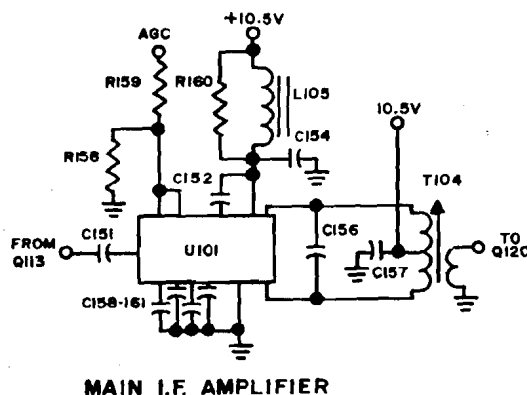 +10.5V
AGC
R159
R160
L105
10.5V
C154
R158
C152
T104
C151
C156
TO
Q120
FROM
Q113
U101
C157
C158-161
MAIN I.F. AMPLIFIER